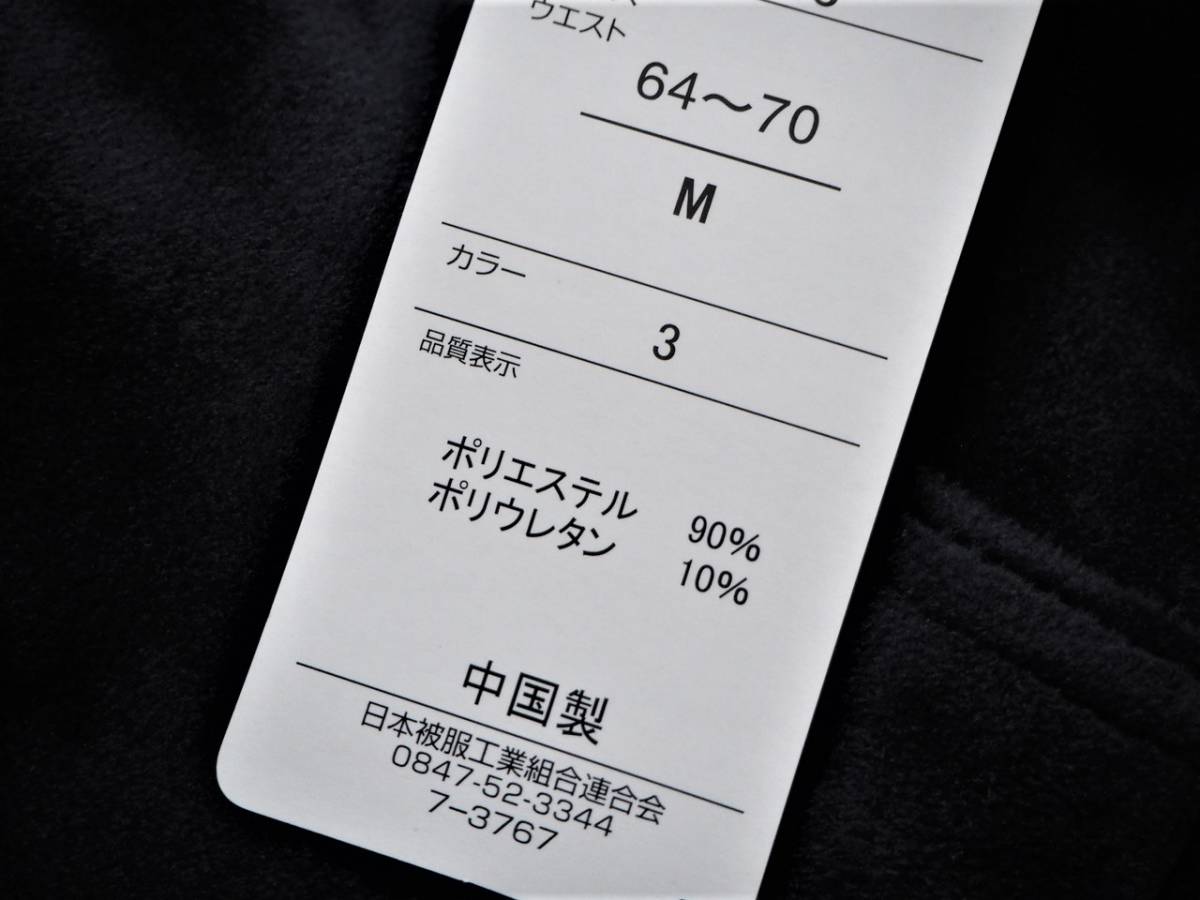 ウエスト
64～70
M
カラー
3
品質表示
ポリエステル 90%
ポリウレタン 10%
中国製
日本被服工業組合連合会
0847-52-3344
7-3767